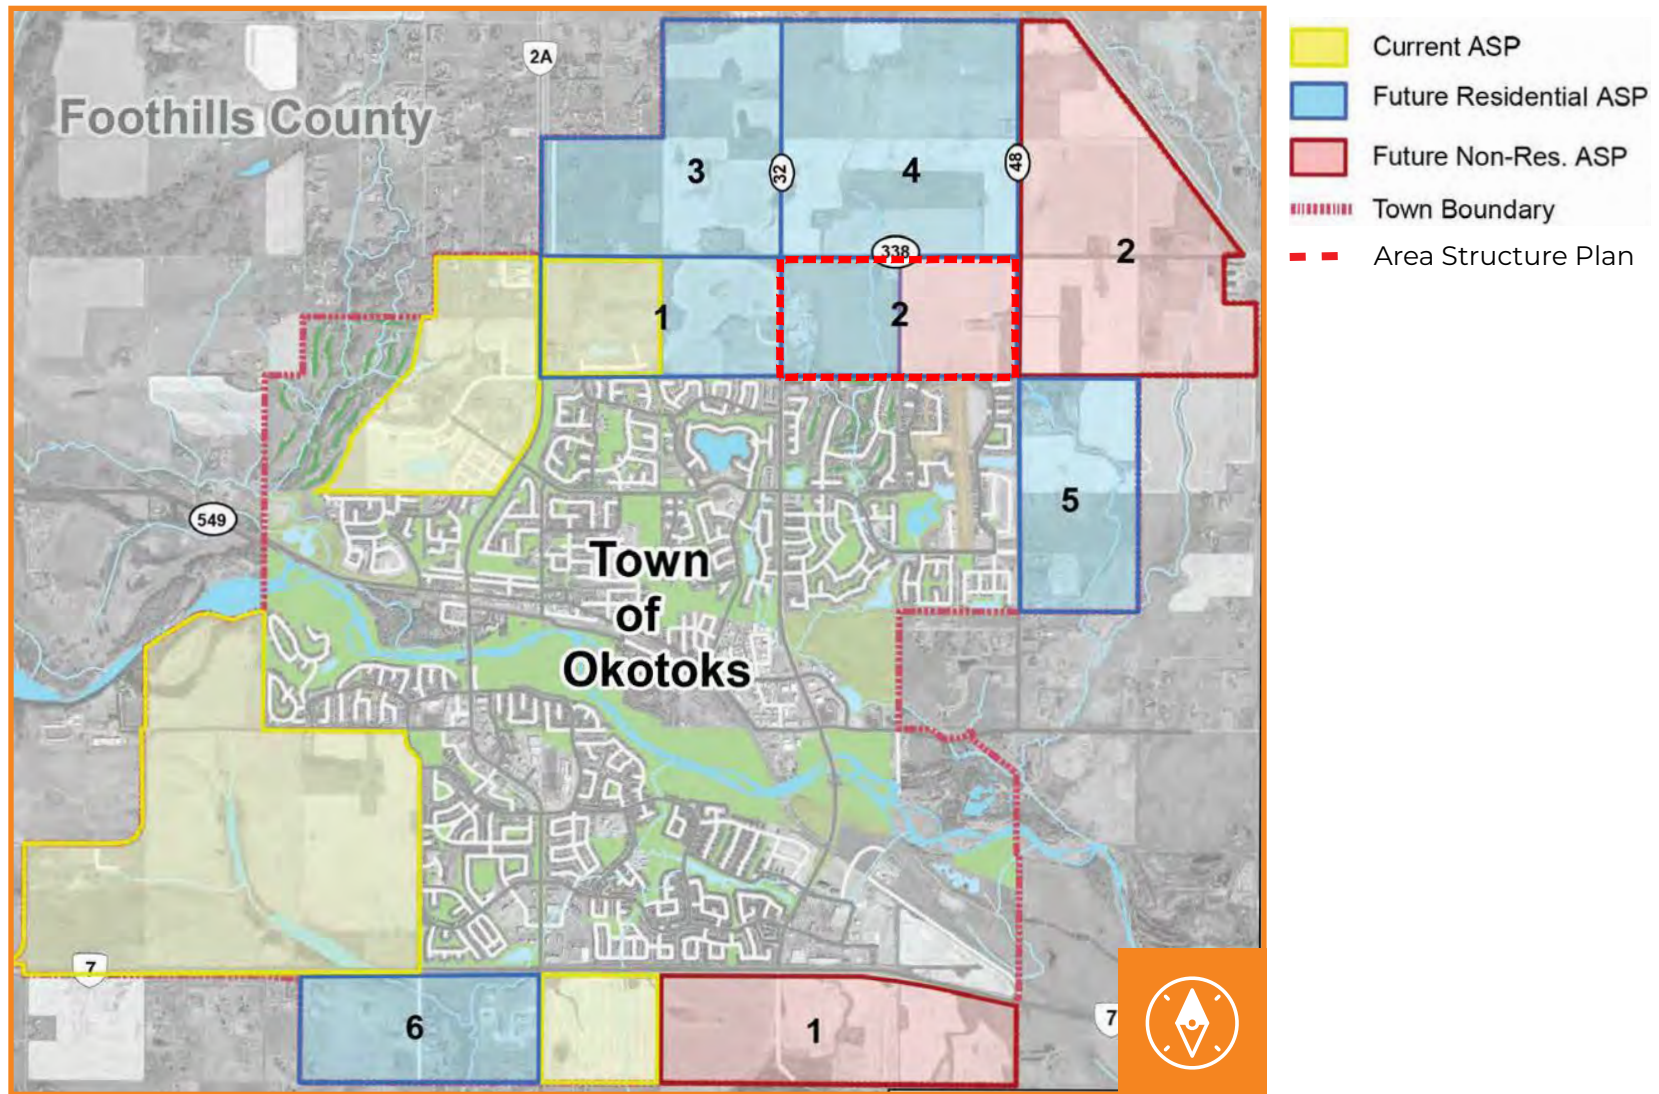 2A
Foothills County
3
32
4
48
338
2
1
2
549
5
Town
of
Okotoks
7
6
1
7
Current ASP
Future Residential ASP
Future Non-Res. ASP
Town Boundary
Area Structure Plan